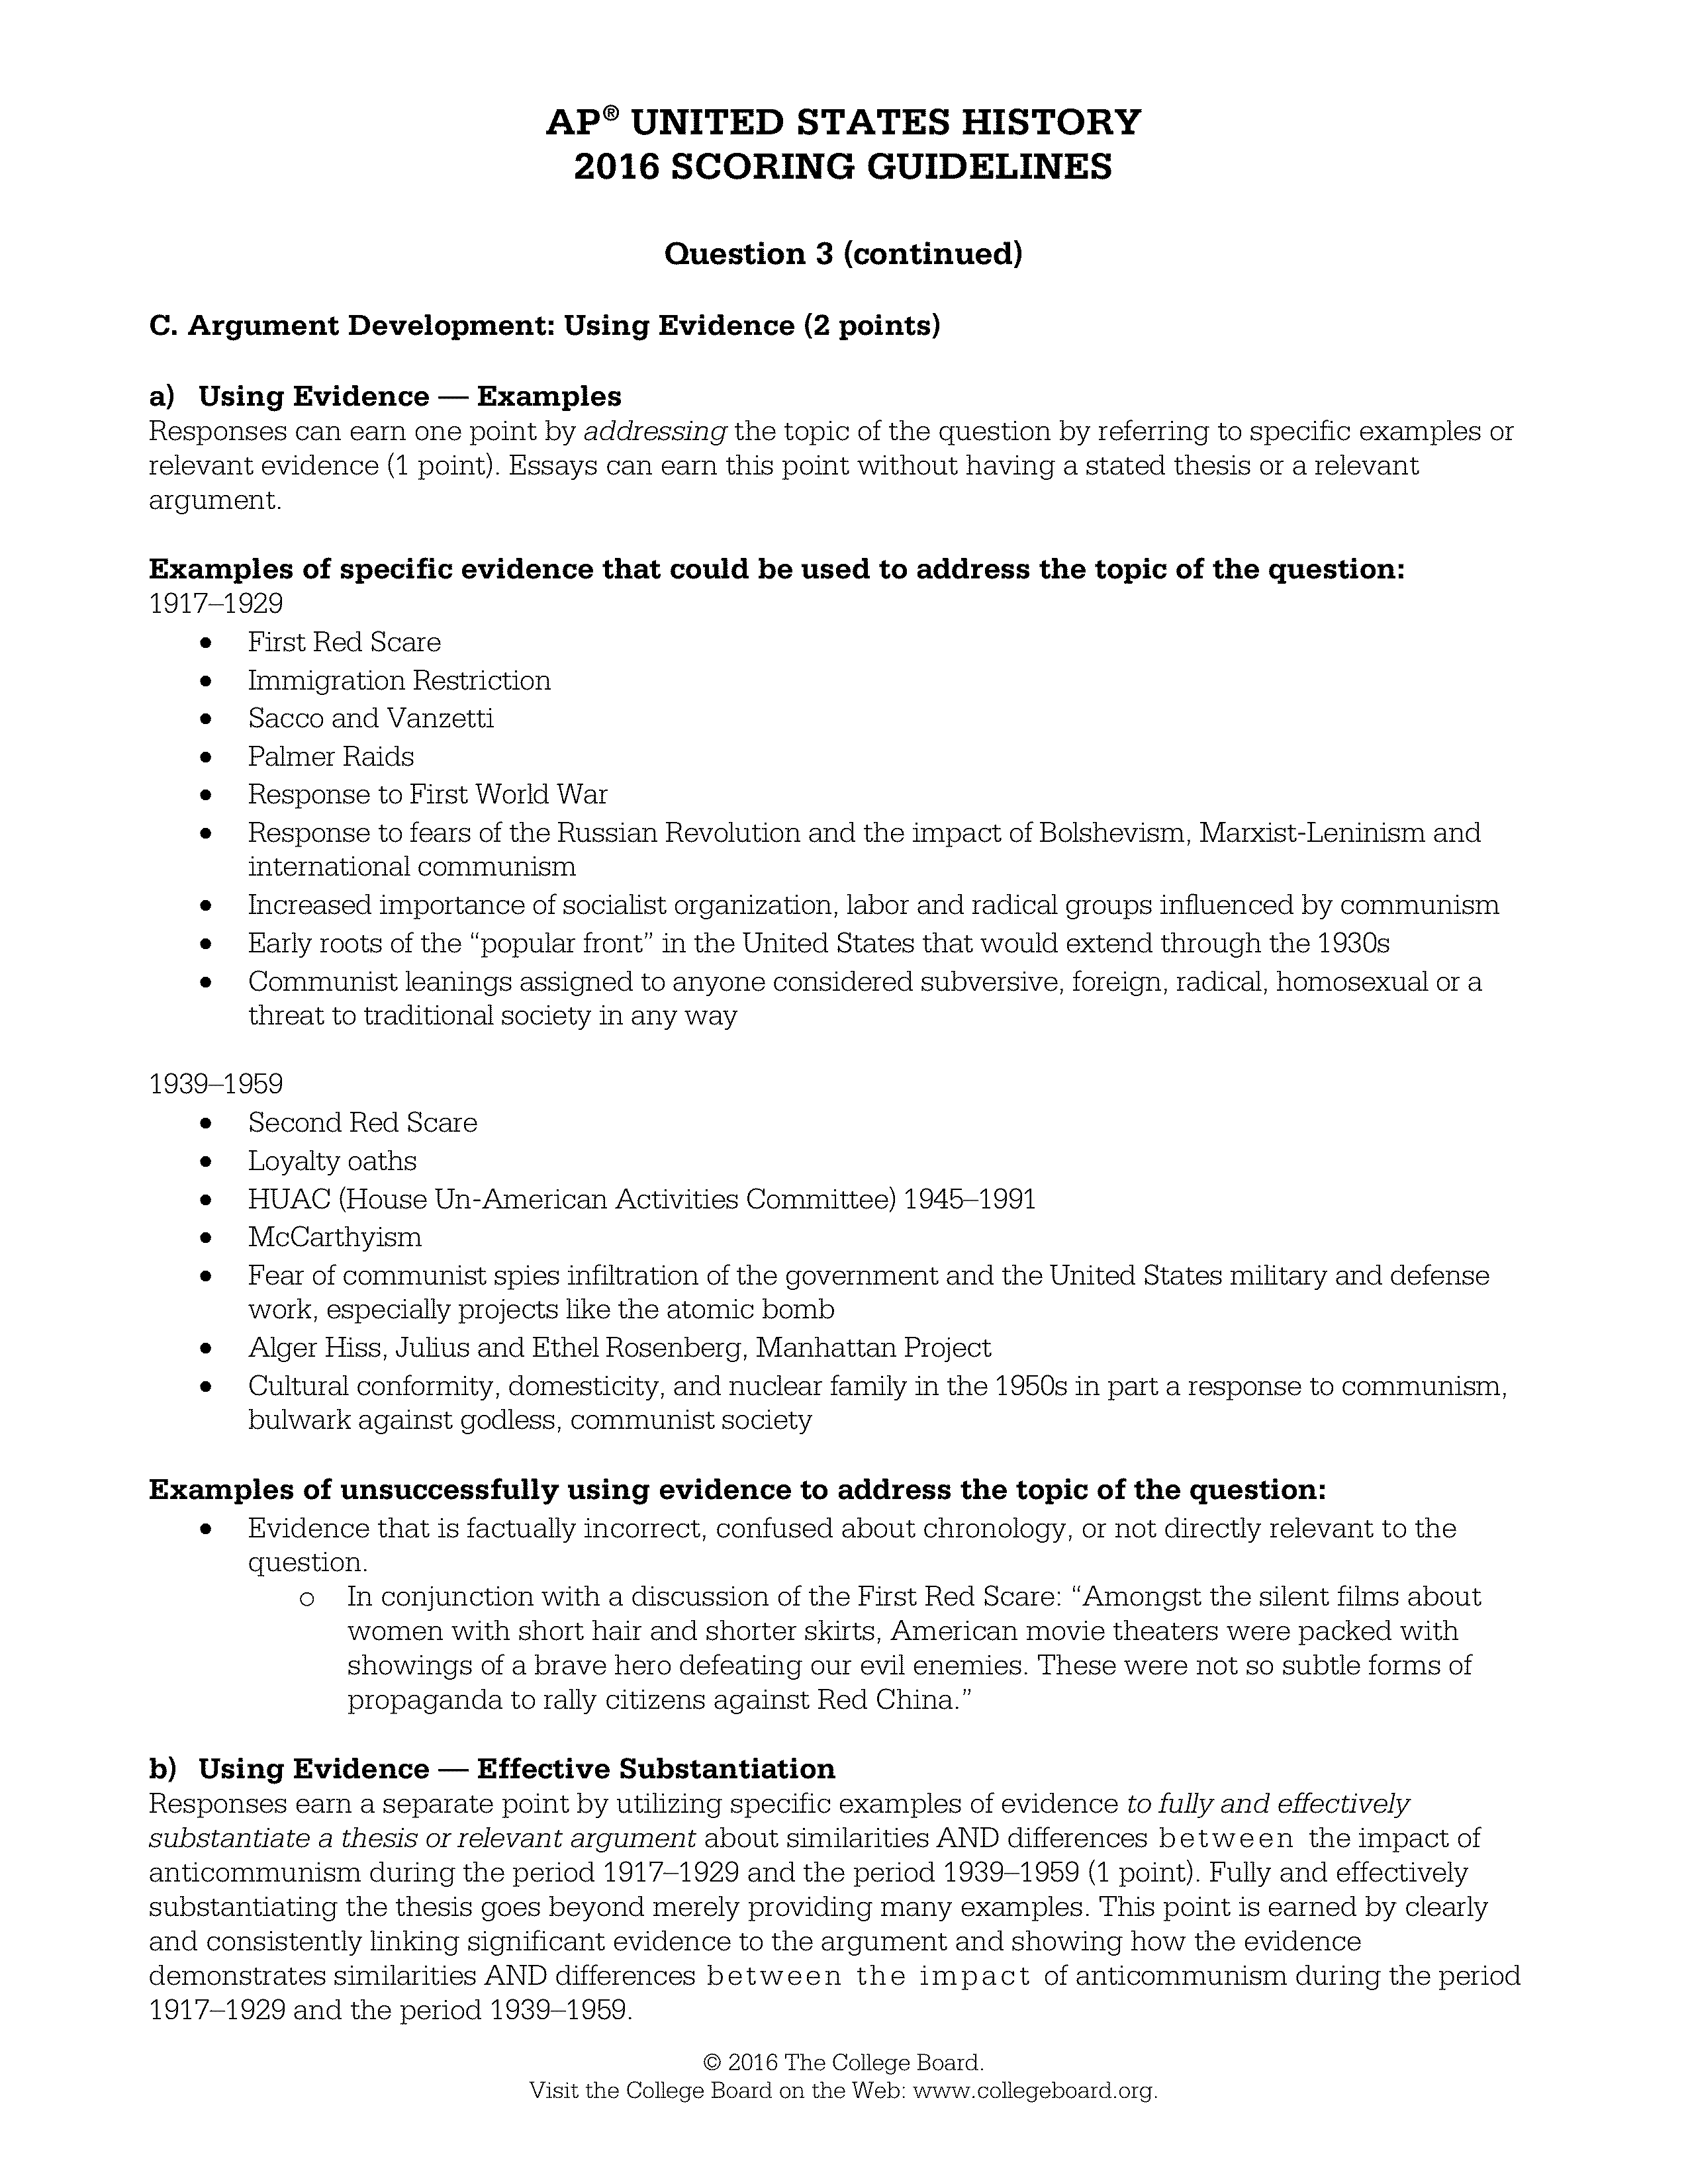 AP® UNITED STATES HISTORY
2016 SCORING GUIDELINES
Question 3 (continued)
C. Argument Development: Using Evidence (2 points)
a) Using Evidence — Examples
Responses can earn one point by addressing the topic of the question by referring to specific examples or
relevant evidence (1 point). Essays can earn this point without having a stated thesis or a relevant
argument.
Examples of specific evidence that could be used to address the topic of the question:
1917–1929
• First Red Scare
• Immigration Restriction
• Sacco and Vanzetti
• Palmer Raids
• Response to First World War
• Response to fears of the Russian Revolution and the impact of Bolshevism, Marxist-Leninism and
international communism
• Increased importance of socialist organization, labor and radical groups influenced by communism
• Early roots of the “popular front” in the United States that would extend through the 1930s
• Communist leanings assigned to anyone considered subversive, foreign, radical, homosexual or a
threat to traditional society in any way
1939–1959
• Second Red Scare
• Loyalty oaths
• HUAC (House Un-American Activities Committee) 1945–1991
• McCarthyism
• Fear of communist spies infiltration of the government and the United States military and defense
work, especially projects like the atomic bomb
• Alger Hiss, Julius and Ethel Rosenberg, Manhattan Project
• Cultural conformity, domesticity, and nuclear family in the 1950s in part a response to communism,
bulwark against godless, communist society
Examples of unsuccessfully using evidence to address the topic of the question:
• Evidence that is factually incorrect, confused about chronology, or not directly relevant to the
question.
o In conjunction with a discussion of the First Red Scare: “Amongst the silent films about
women with short hair and shorter skirts, American movie theaters were packed with
showings of a brave hero defeating our evil enemies. These were not so subtle forms of
propaganda to rally citizens against Red China.”
b) Using Evidence — Effective Substantiation
Responses earn a separate point by utilizing specific examples of evidence to fully and effectively
substantiate a thesis or relevant argument about similarities AND differences between the impact of
anticommunism during the period 1917–1929 and the period 1939–1959 (1 point). Fully and effectively
substantiating the thesis goes beyond merely providing many examples. This point is earned by clearly
and consistently linking significant evidence to the argument and showing how the evidence
demonstrates similarities AND differences between the impact of anticommunism during the period
1917–1929 and the period 1939–1959.
© 2016 The College Board.
Visit the College Board on the Web: www.collegeboard.org.